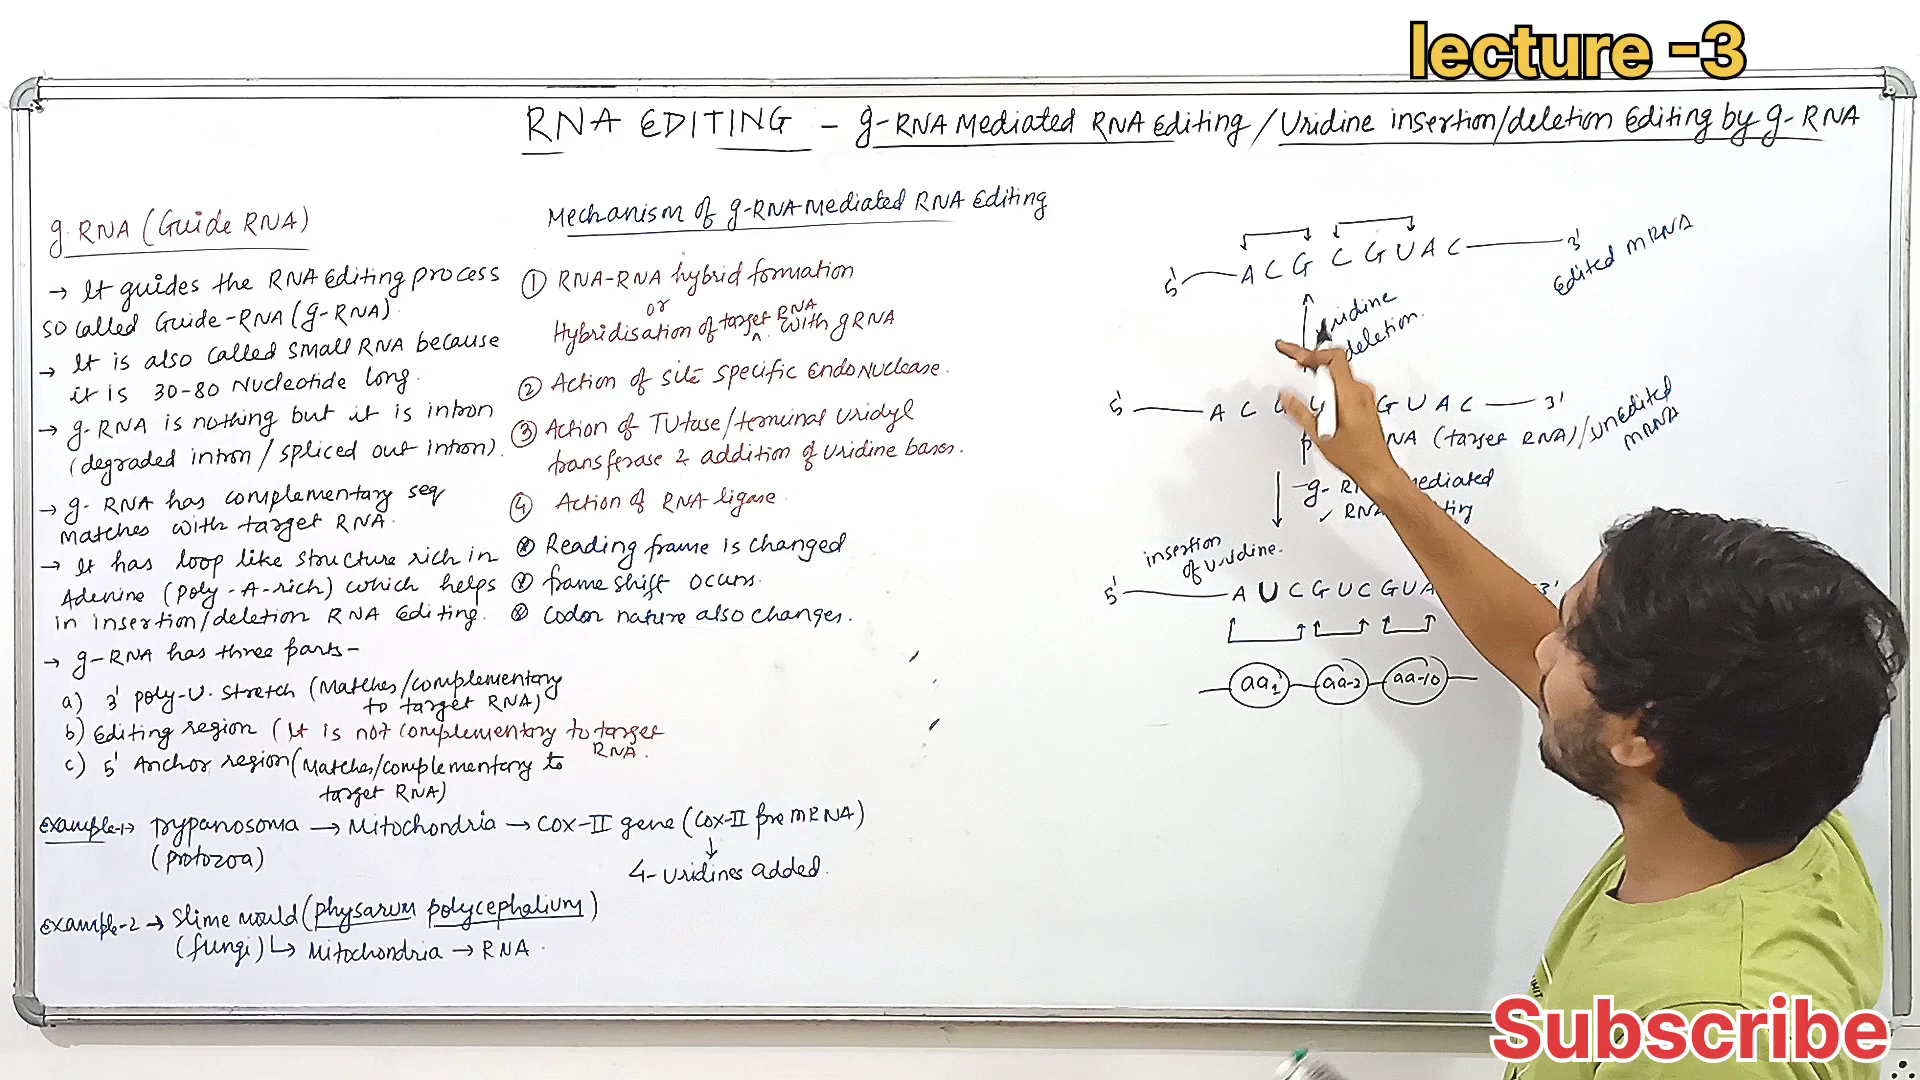 lecture -3
RNA EDITING - g-RNA Mediated RNA Editing / Uridine insertion/deletion Editing by g-RNA
g-RNA (Guide RNA)
→ It guides the RNA Editing process
so called Guide-RNA (g-RNA).
→ It is also called small RNA because
it is 30-80 Nucleotide long.
→ g-RNA is nothing but it is intron
(degraded intron / spliced out intron).
→ g-RNA has complementary seq
matches with target RNA.
→ It has loop like structure rich in
Adenine (poly-A-rich) which helps
in insertion/deletion RNA Editing.
→ g-RNA has three parts-
a) 3' poly-U. stretch (Matches/complementary
to target RNA)
b) Editing region (It is not complementary to target
RNA.
c) 5' Anchor region (Matches/complementary to
target RNA)
Example-1→ Trypanosoma → Mitochondria → Cox-II gene (Cox-II pre mRNA)
(protozoa)
↓
4-Uridines added.
Example-2 → Slime mould (physarum polycephalium)
(fungi) ↳ Mitochondria → RNA.
Mechanism of g-RNA Mediated RNA Editing
① RNA-RNA hybrid formation
or
Hybridisation of target RNA with gRNA
② Action of site specific endonuclease.
③ Action of TUtase/terminal uridyl
transferase & addition of uridine bases.
④ Action of RNA ligase.
⊗ Reading frame is changed
⊗ frame shift occurs.
⊗ Codon nature also changes.
5' A C G C G U A C 3'
Edited mRNA
deletion.
5' A C G U A C 3'
NA (target RNA)/unedited
mRNA
g-
insertion
of uridine.
5' A U C G U C G U A 3'
aa1 aa-2 aa-10
Subscribe